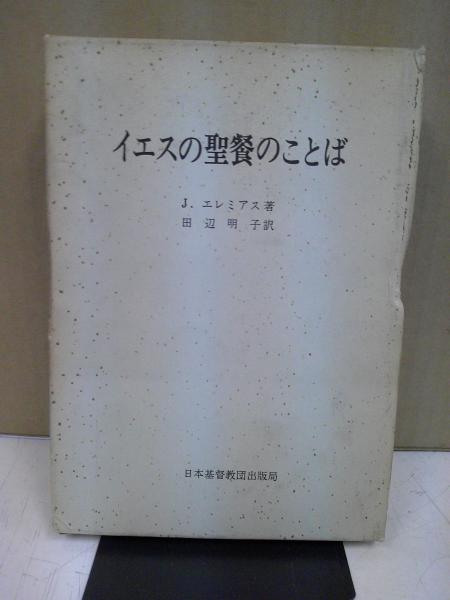 イエスの聖餐のことば
J. エレミアス著
田辺明子訳
日本基督教団出版局